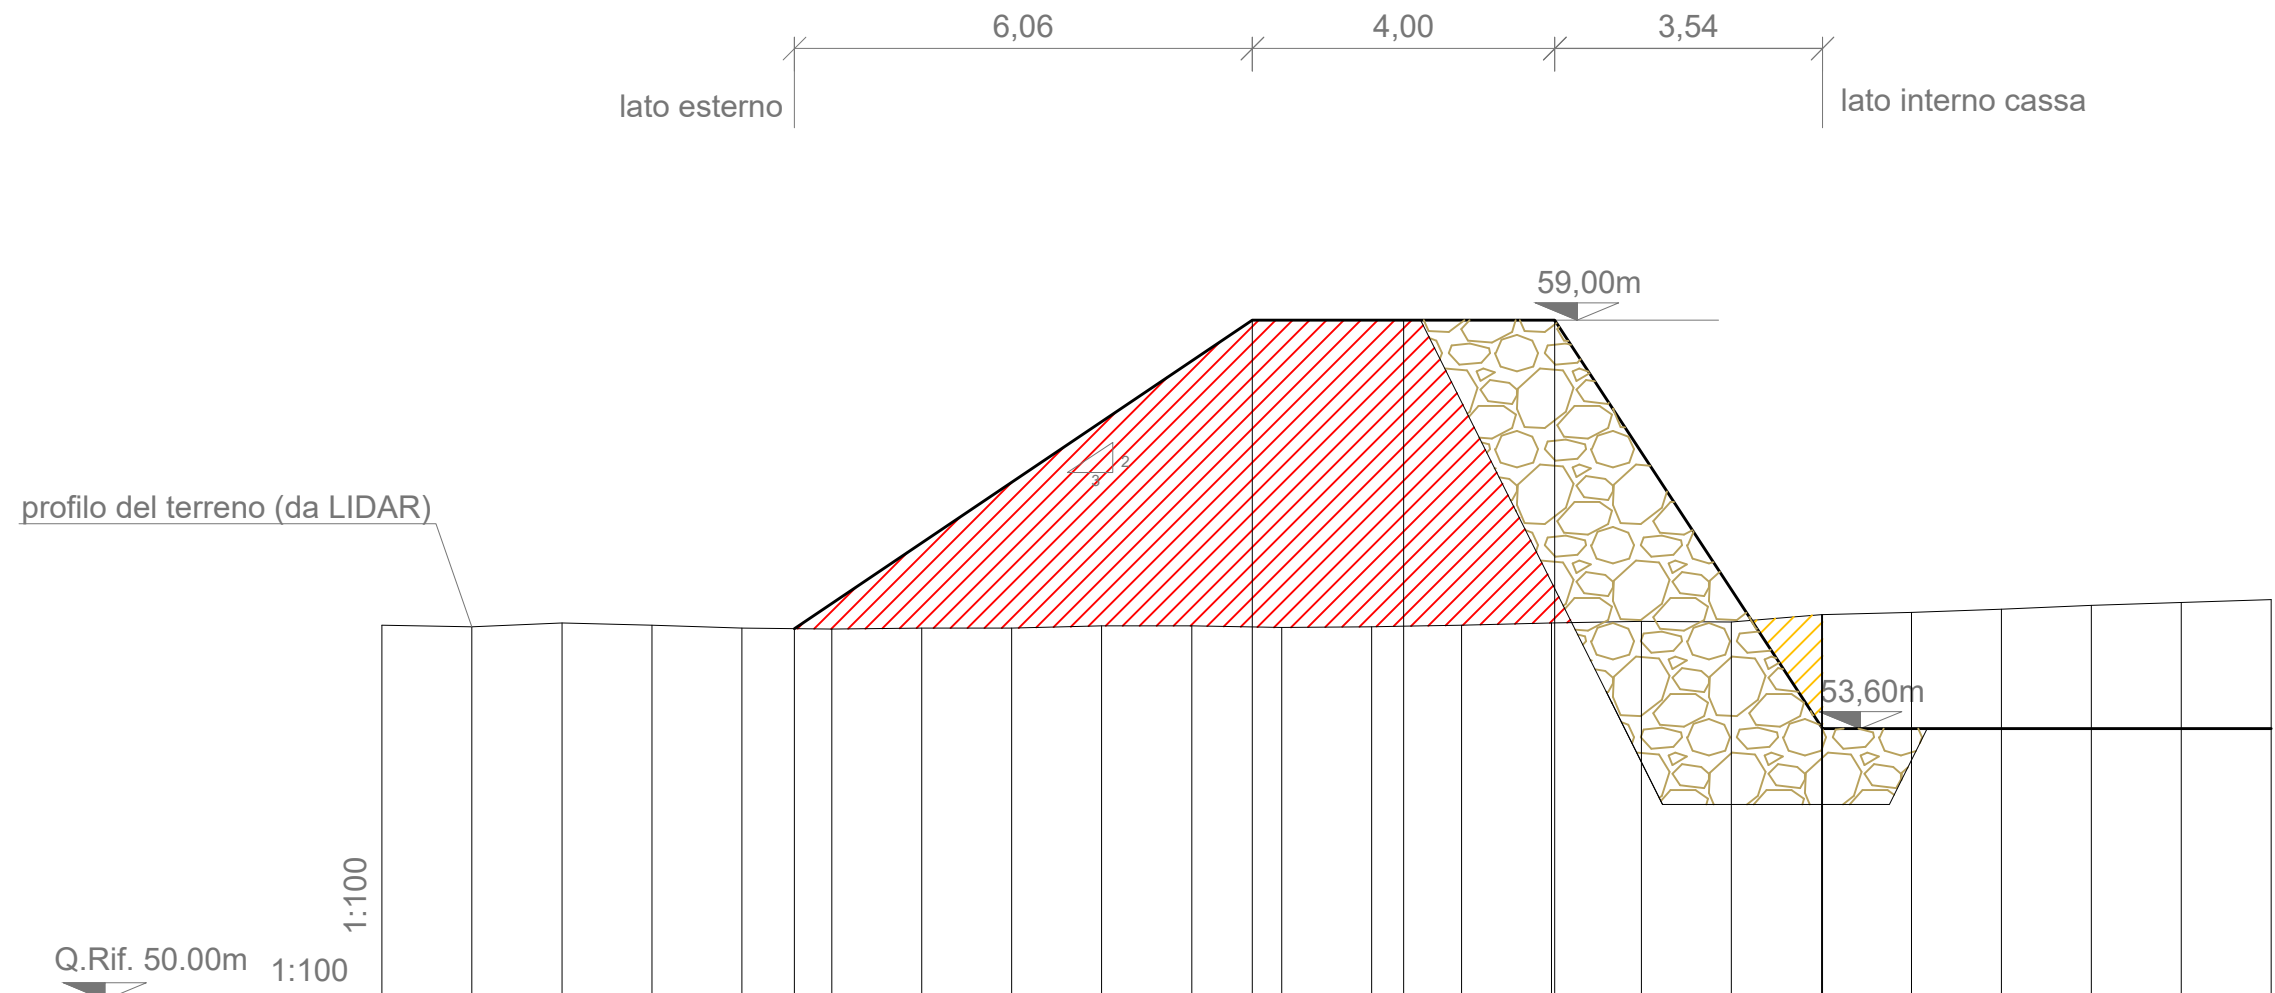 6,06
4,00
3,54
lato esterno
lato interno cassa
59,00m
2
3
profilo del terreno (da LIDAR)
53,60m
1:100
Q.Rif. 50.00m
1:100